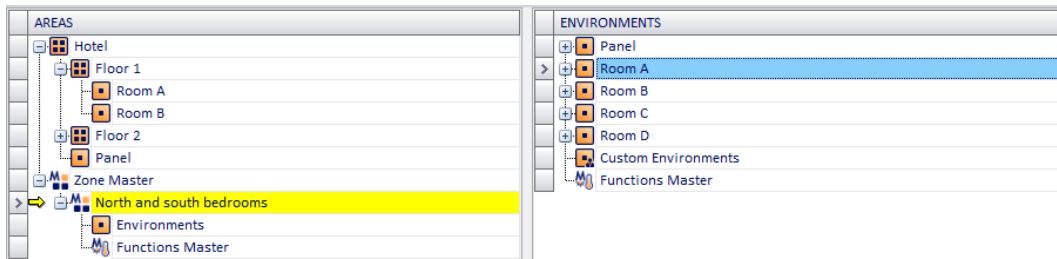 AREAS
Hotel
Floor 1
Room A
Room B
Floor 2
Panel
Zone Master
North and south bedrooms
Environments
Functions Master
ENVIRONMENTS
Panel
Room A
Room B
Room C
Room D
Custom Environments
Functions Master